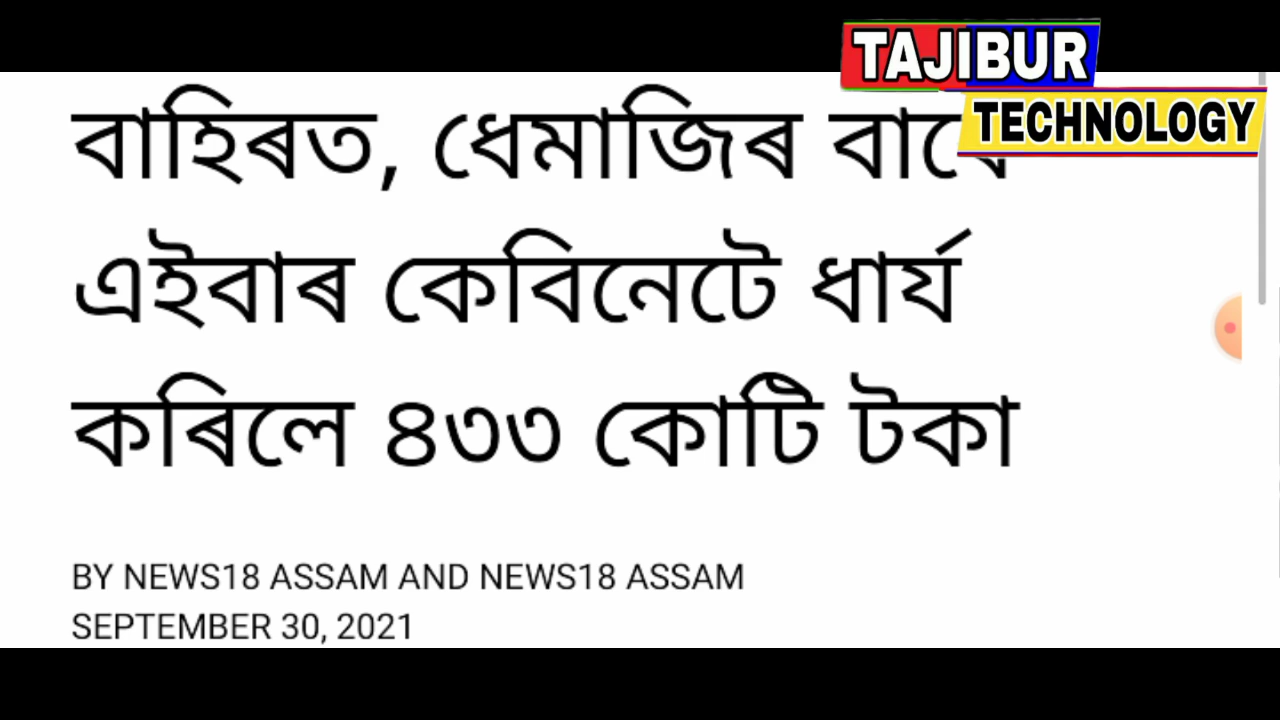 TAJIBUR
TECHNOLOGY
বাহিৰত, ধেমাজিৰ
এইবাৰ কেবিনেটে ধাৰ্য
কৰিলে ৪৩৩ কোটি টকা
BY NEWS18 ASSAM AND NEWS18 ASSAM
SEPTEMBER 30, 2021